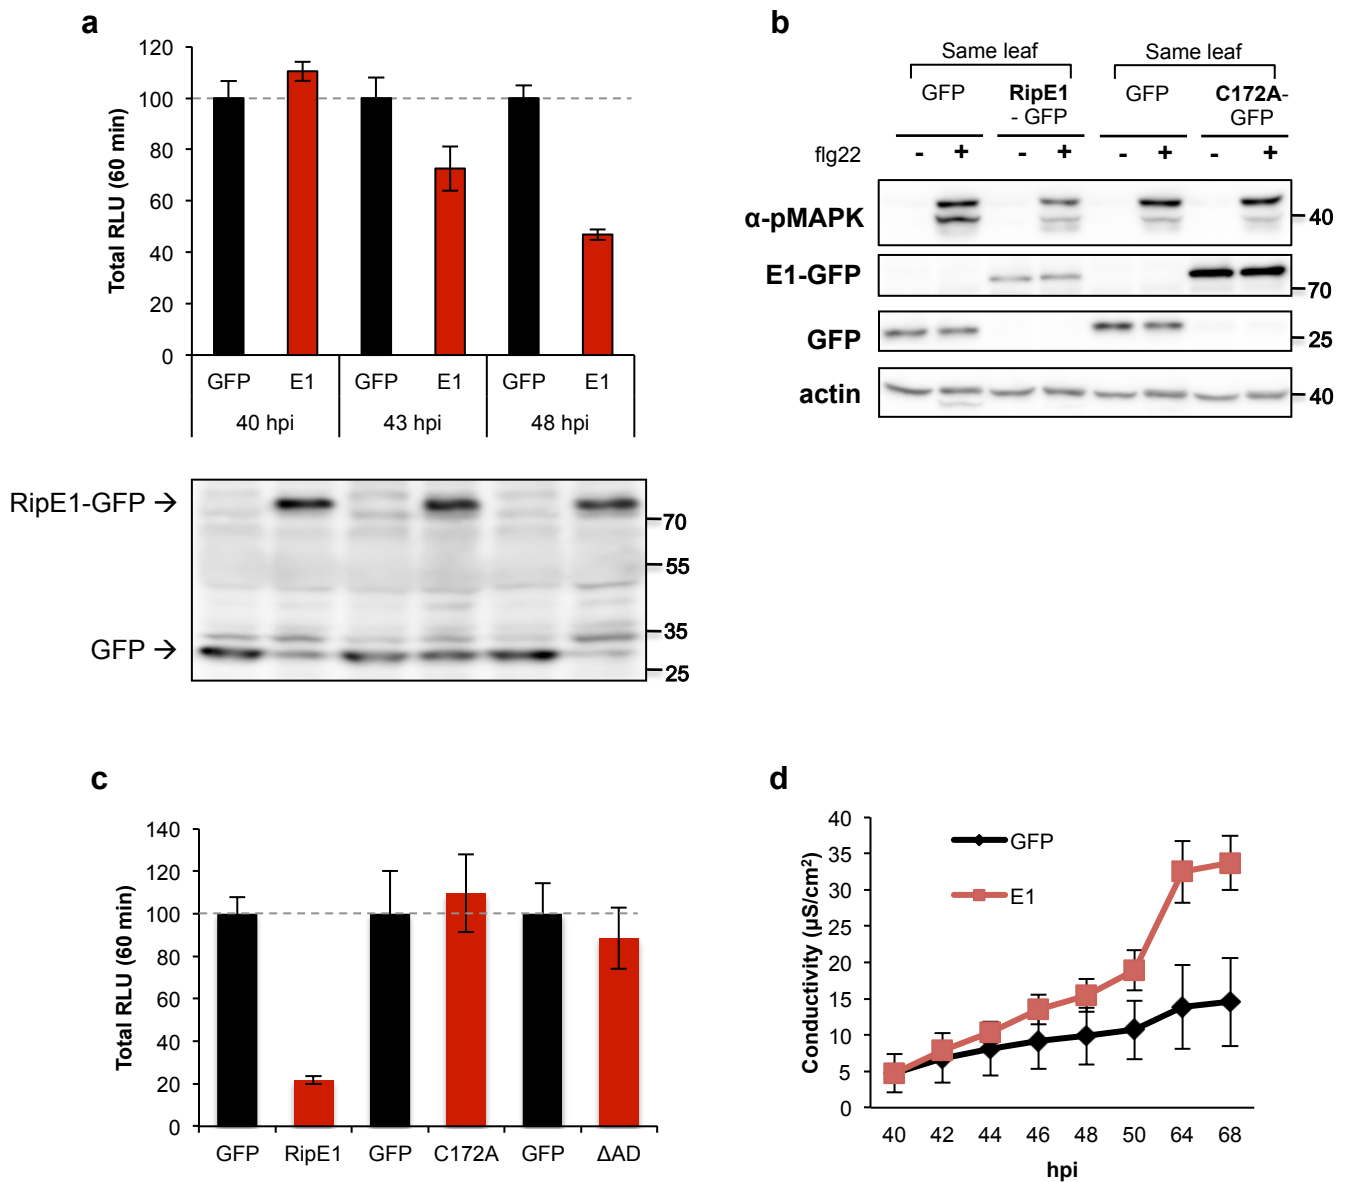 a
Total RLU (60 min)
120
100
80
60
40
20
0
GFP E1 GFP E1 GFP E1
40 hpi 43 hpi 48 hpi
RipE1-GFP →
GFP →
70
55
35
25
b
Same leaf Same leaf
GFP RipE1 - GFP GFP C172A-GFP
flg22 - + - + - + - +
α-pMAPK 40
E1-GFP 70
GFP 25
actin 40
c
Total RLU (60 min)
140
120
100
80
60
40
20
0
GFP RipE1 GFP C172A GFP ΔAD
d
Conductivity (µS/cm²)
40
35
30
25
20
15
10
5
0
GFP
E1
40 42 44 46 48 50 64 68
hpi